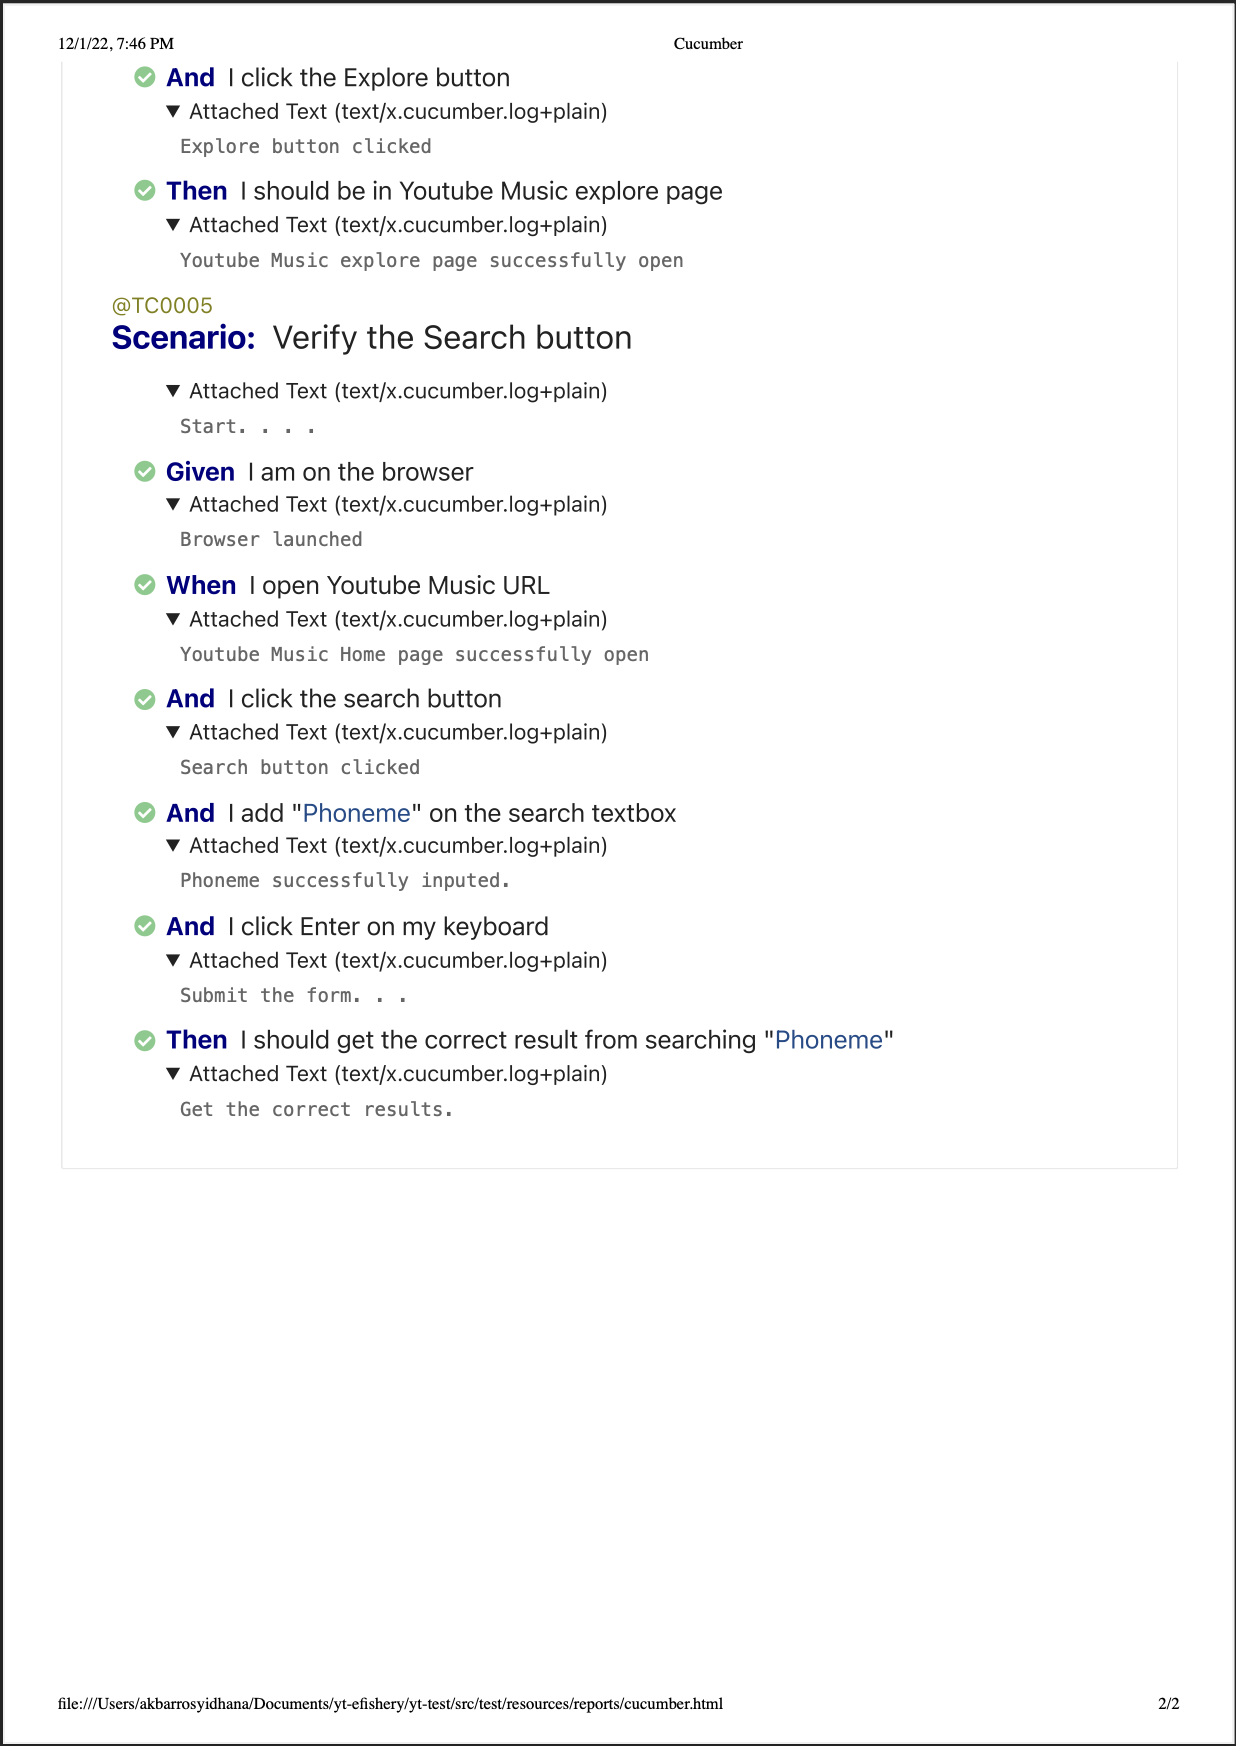 12/1/22, 7:46 PM Cucumber
And I click the Explore button
▼ Attached Text (text/x.cucumber.log+plain)
Explore button clicked
Then I should be in Youtube Music explore page
▼ Attached Text (text/x.cucumber.log+plain)
Youtube Music explore page successfully open
@TC0005
Scenario: Verify the Search button
▼ Attached Text (text/x.cucumber.log+plain)
Start. . . .
Given I am on the browser
▼ Attached Text (text/x.cucumber.log+plain)
Browser launched
When I open Youtube Music URL
▼ Attached Text (text/x.cucumber.log+plain)
Youtube Music Home page successfully open
And I click the search button
▼ Attached Text (text/x.cucumber.log+plain)
Search button clicked
And I add "Phoneme" on the search textbox
▼ Attached Text (text/x.cucumber.log+plain)
Phoneme successfully inputed.
And I click Enter on my keyboard
▼ Attached Text (text/x.cucumber.log+plain)
Submit the form. . .
Then I should get the correct result from searching "Phoneme"
▼ Attached Text (text/x.cucumber.log+plain)
Get the correct results.
file:///Users/akbarrosyidhana/Documents/yt-efishery/yt-test/src/test/resources/reports/cucumber.html 2/2